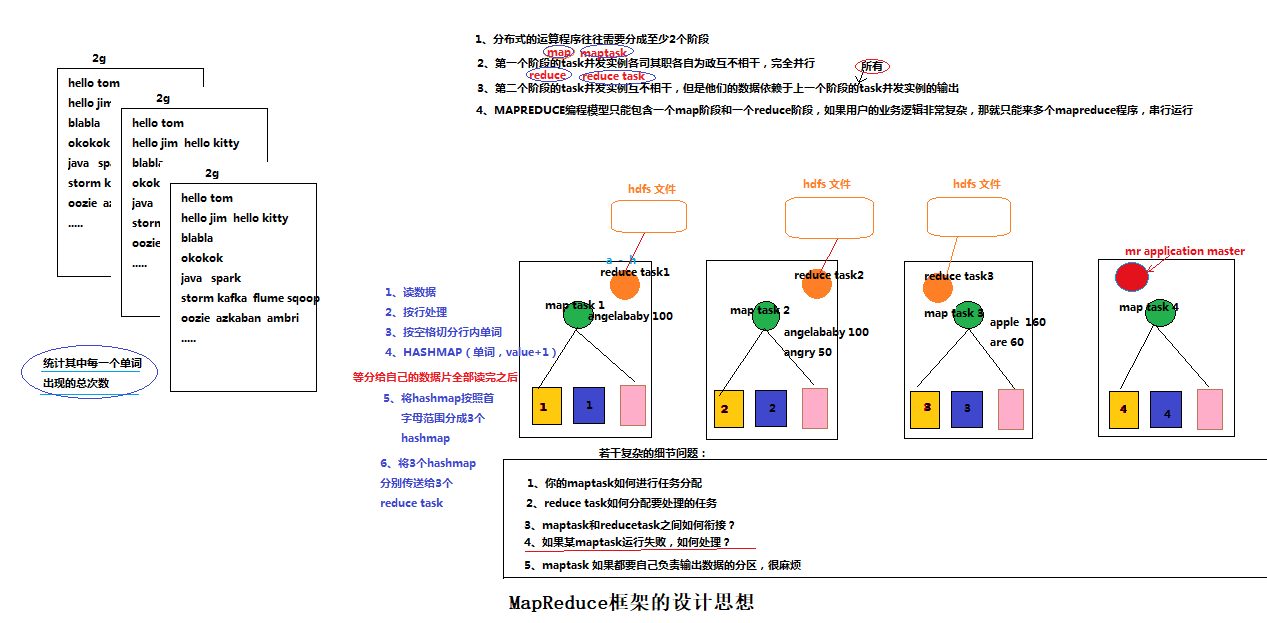 1、分布式的运算程序往往需要分成至少2个阶段
map maptask
2、第一个阶段的task并发实例各司其职各自为政互不相干，完全并行
reduce reduce task 所有
3、第二个阶段的task并发实例互不相干，但是他们的数据依赖于上一个阶段的task并发实例的输出
4、MAPREDUCE编程模型只能包含一个map阶段和一个reduce阶段，如果用户的业务逻辑非常复杂，那就只能来多个mapreduce程序，串行运行
2g
hello tom
hello jim
blabla
okokok
java sp
storm k
oozie az
.....
2g
hello tom
hello jim hello kitty
blabl
okok
java
storm
oozie
.....
2g
hello tom
hello jim hello kitty
blabla
okokok
java spark
storm kafka flume sqoop
oozie azkaban ambri
.....
统计其中每一个单词
出现的总次数
1、读数据
2、按行处理
3、按空格切分行内单词
4、HASHMAP（单词，value+1）
等分给自己的数据片全部读完之后
5、将hashmap按照首
字母范围分成3个
hashmap
6、将3个hashmap
分别传送给3个
reduce task
hdfs 文件
a - h
reduce task1
map task 1
angelababy 100
1 1
hdfs 文件
reduce task2
map task 2
angelababy 100
angry 50
2 2
hdfs 文件
reduce task3
map task 3
apple 160
are 60
3 3
mr application master
map task 4
4 4
若干复杂的细节问题：
1、你的maptask如何进行任务分配
2、reduce task如何分配要处理的任务
3、maptask和reducetask之间如何衔接？
4、如果某maptask运行失败，如何处理？
5、maptask 如果都要自己负责输出数据的分区，很麻烦
MapReduce框架的设计思想